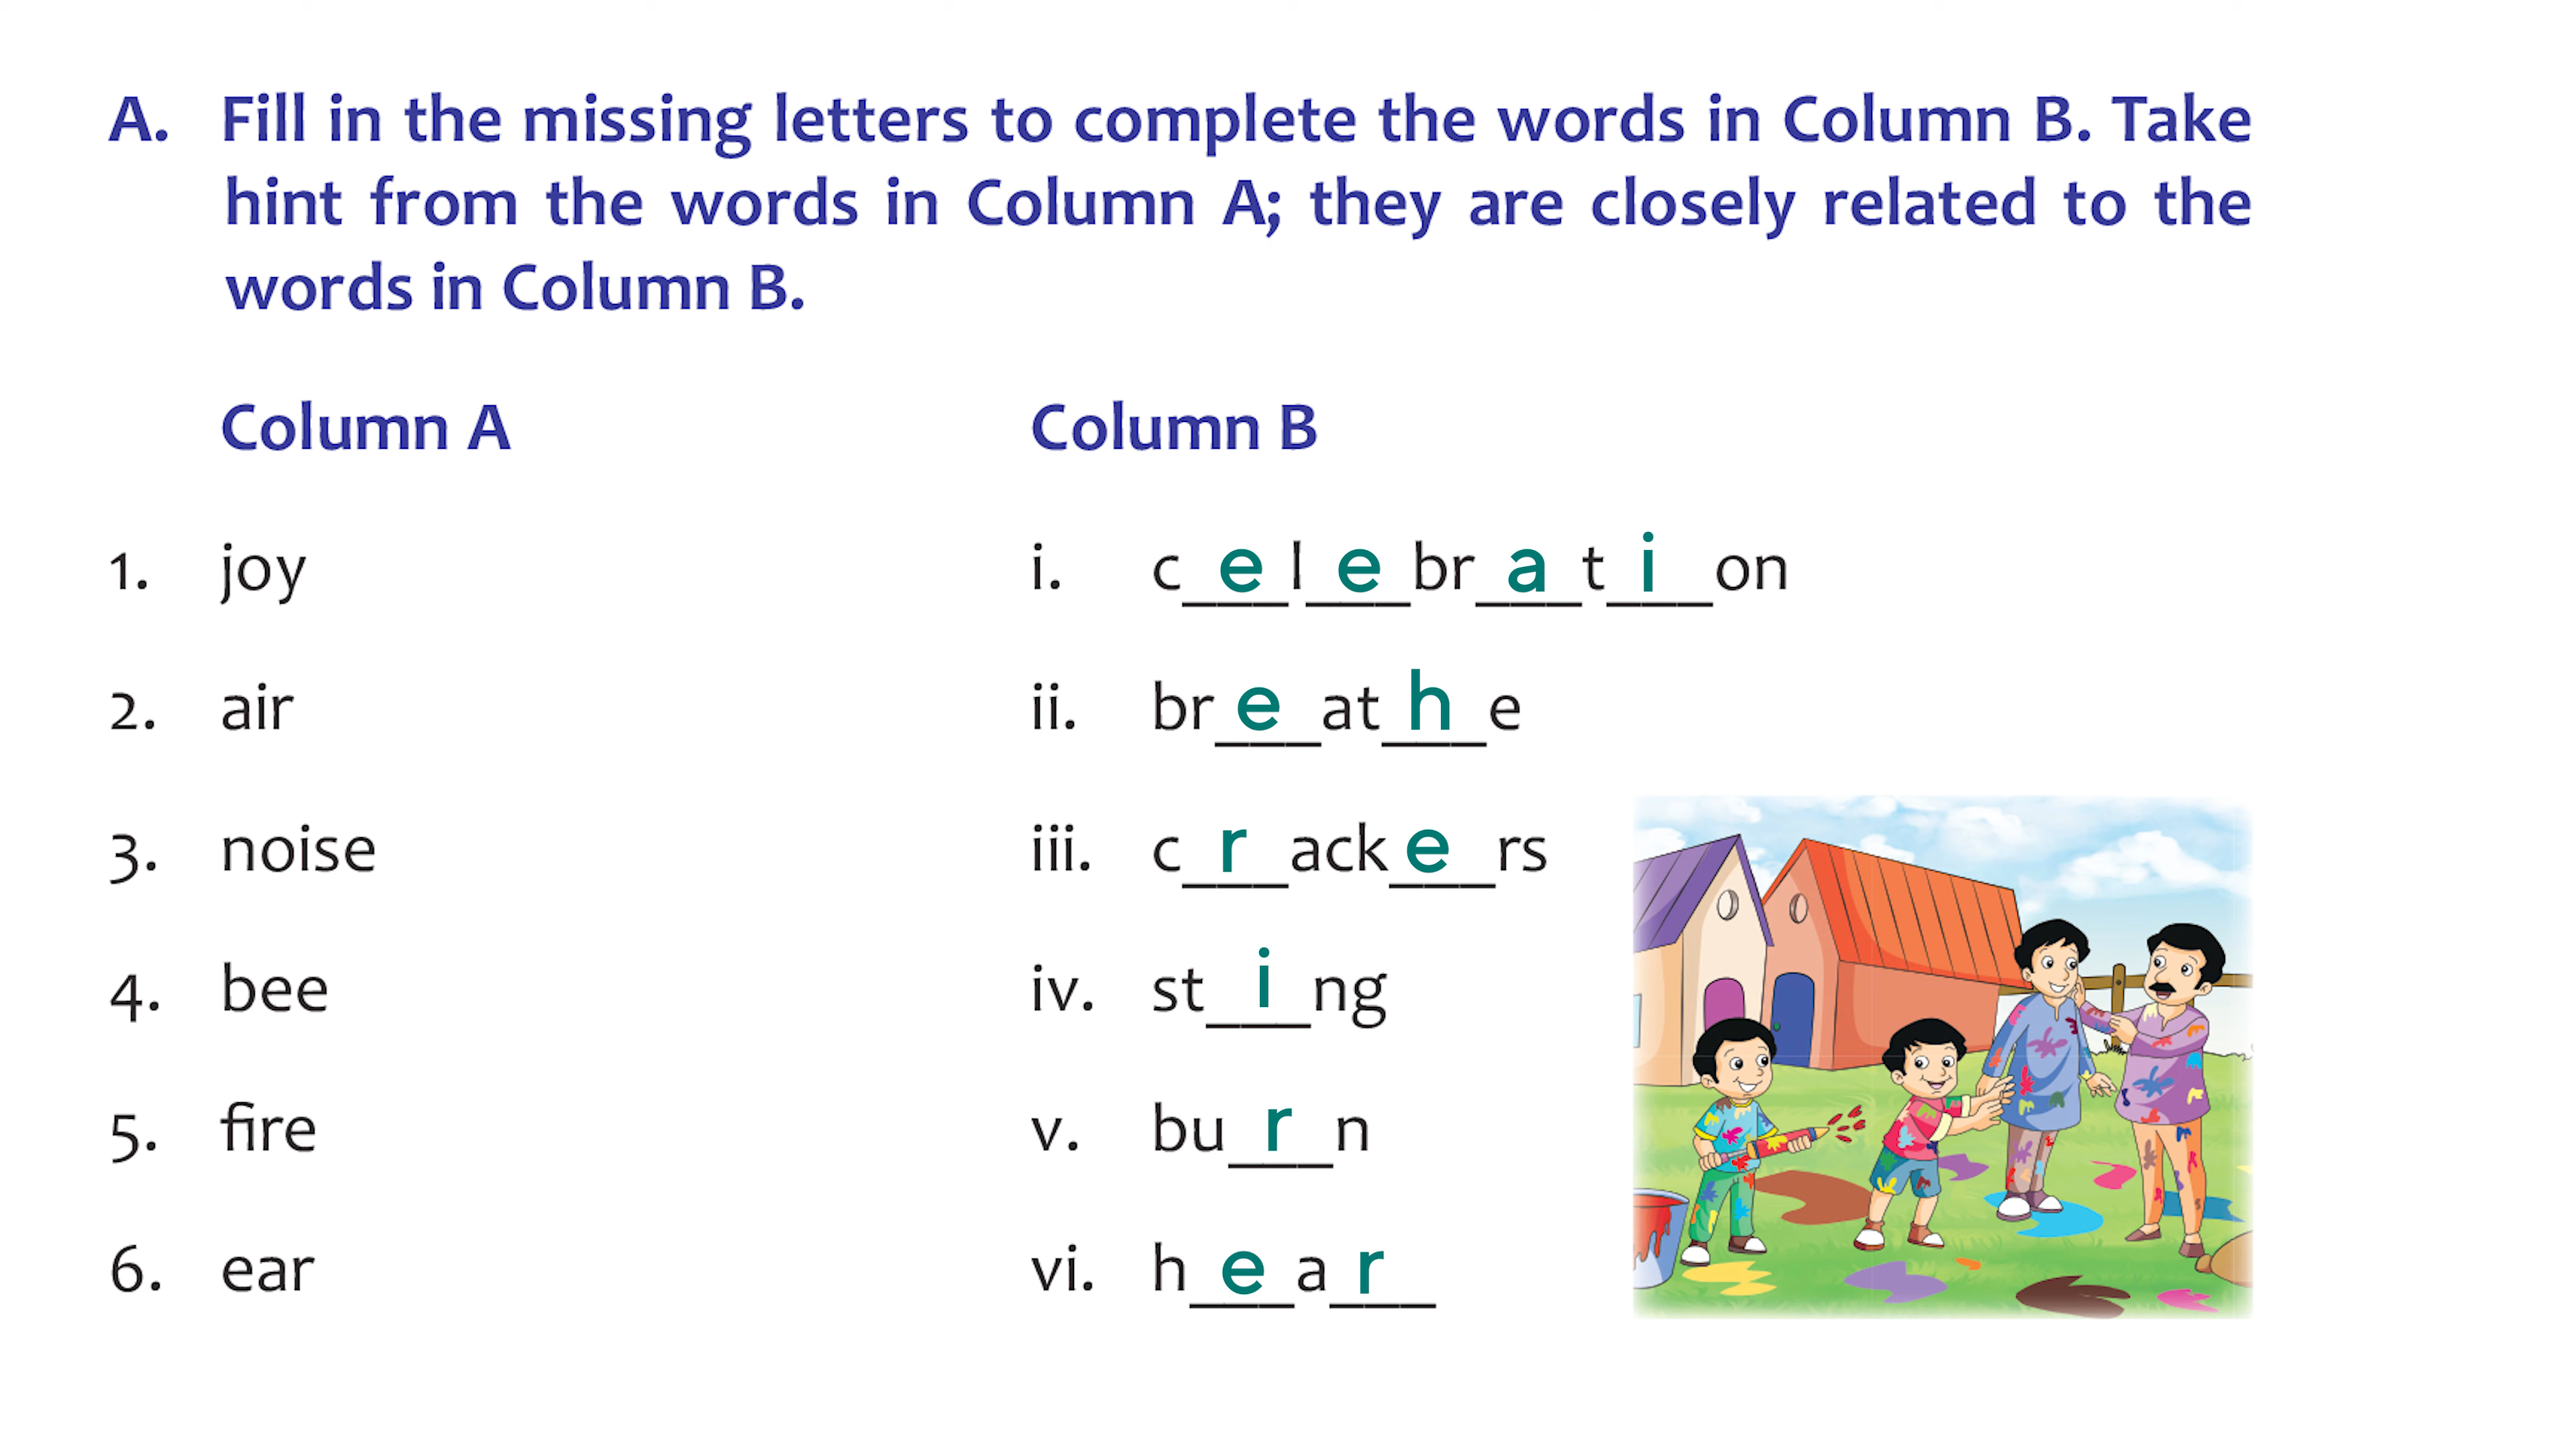 A. Fill in the missing letters to complete the words in Column B. Take
hint from the words in Column A; they are closely related to the
words in Column B.
Column A Column B
1. joy i. c_e_l_e_br_a_t_i_on
2. air ii. br_e_at_h_e
3. noise iii. c_r_ack_e_rs
4. bee iv. st_i_ng
5. fire v. bu_r_n
6. ear vi. h_e_a_r_